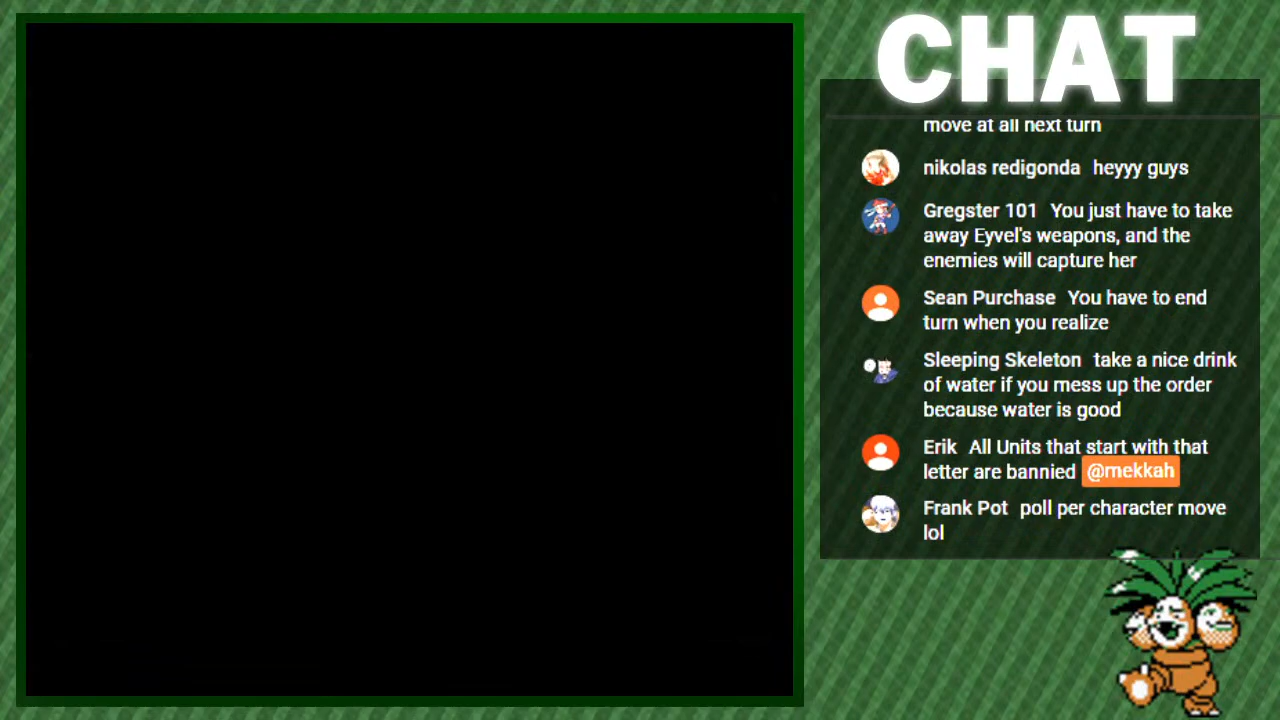 CHAT
move at all next turn
nikolas redigonda heyyy guys
Gregster 101 You just have to take
away Eyvel's weapons, and the
enemies will capture her
Sean Purchase You have to end
turn when you realize
Sleeping Skeleton take a nice drink
of water if you mess up the order
because water is good
Erik All Units that start with that
letter are bannied @mekkah
Frank Pot poll per character move
lol